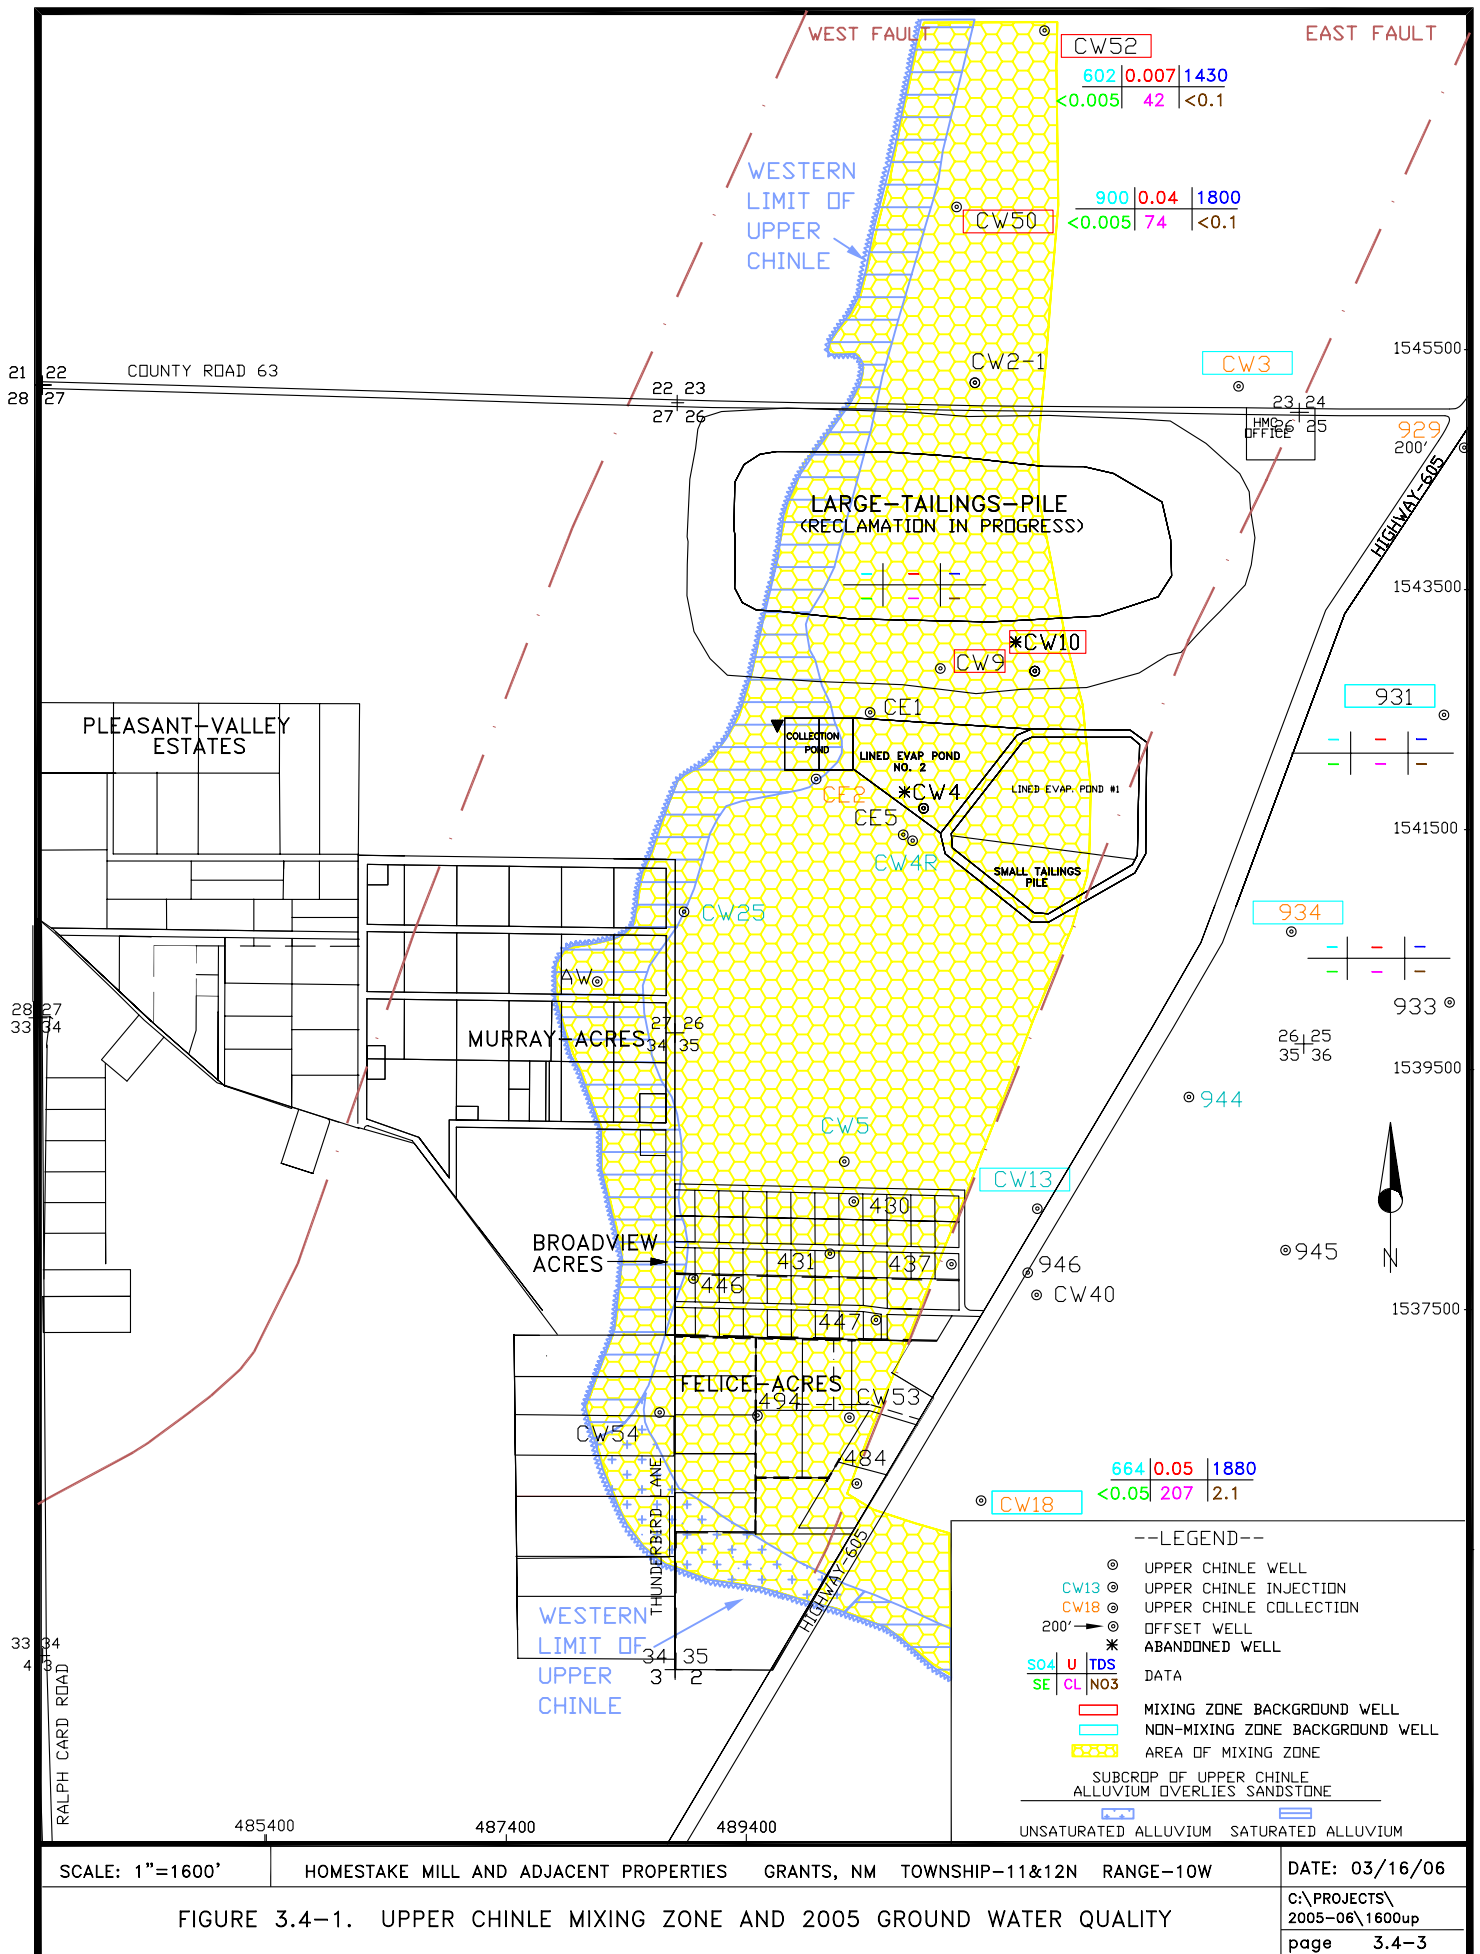 WEST FAULT
EAST FAULT
CW52
602 0.007 1430
<0.005 42 <0.1
WESTERN
LIMIT OF
UPPER
CHINLE
CW50
900 0.04 1800
<0.005 74 <0.1
1545500
CW2-1
CW3
21 22
28 27
COUNTY ROAD 63
22 23
27 26
23 24
26 25
HMC
OFFICE
929
200'
HIGHWAY-605
LARGE-TAILINGS-PILE
(RECLAMATION IN PROGRESS)
- - -
- - -
1543500
CW10
CW9
931
- - -
- - -
CE1
PLEASANT-VALLEY
ESTATES
COLLECTION
POND
LINED EVAP POND
NO. 2
LINED EVAP. POND #1
CE2
CW4
CE5
1541500
CW4R
SMALL TAILINGS
PILE
CW25
934
- - -
- - -
AW
933
28 27
33 34
MURRAY-ACRES
27 26
34 35
26 25
35 36
1539500
944
CW5
CW13
430
BROADVIEW
ACRES
431
437
945
N
446
946
CW40
447
1537500
FELICE-ACRES
494
CW53
CW54
484
THUNDERBIRD LANE
664 0.05 1880
<0.05 207 2.1
CW18
HIGHWAY-605
WESTERN
LIMIT OF
UPPER
CHINLE
33 34
4 3
34 35
3 2
RALPH CARD ROAD
--LEGEND--
UPPER CHINLE WELL
CW13 UPPER CHINLE INJECTION
CW18 UPPER CHINLE COLLECTION
200' OFFSET WELL
ABANDONED WELL
SO4 U TDS
SE CL NO3
DATA
MIXING ZONE BACKGROUND WELL
NON-MIXING ZONE BACKGROUND WELL
AREA OF MIXING ZONE
SUBCROP OF UPPER CHINLE
ALLUVIUM OVERLIES SANDSTONE
UNSATURATED ALLUVIUM SATURATED ALLUVIUM
485400
487400
489400
SCALE: 1"=1600'
HOMESTAKE MILL AND ADJACENT PROPERTIES GRANTS, NM TOWNSHIP-11&12N RANGE-10W
DATE: 03/16/06
C:\PROJECTS\
2005-06\1600up
FIGURE 3.4-1. UPPER CHINLE MIXING ZONE AND 2005 GROUND WATER QUALITY
page 3.4-3